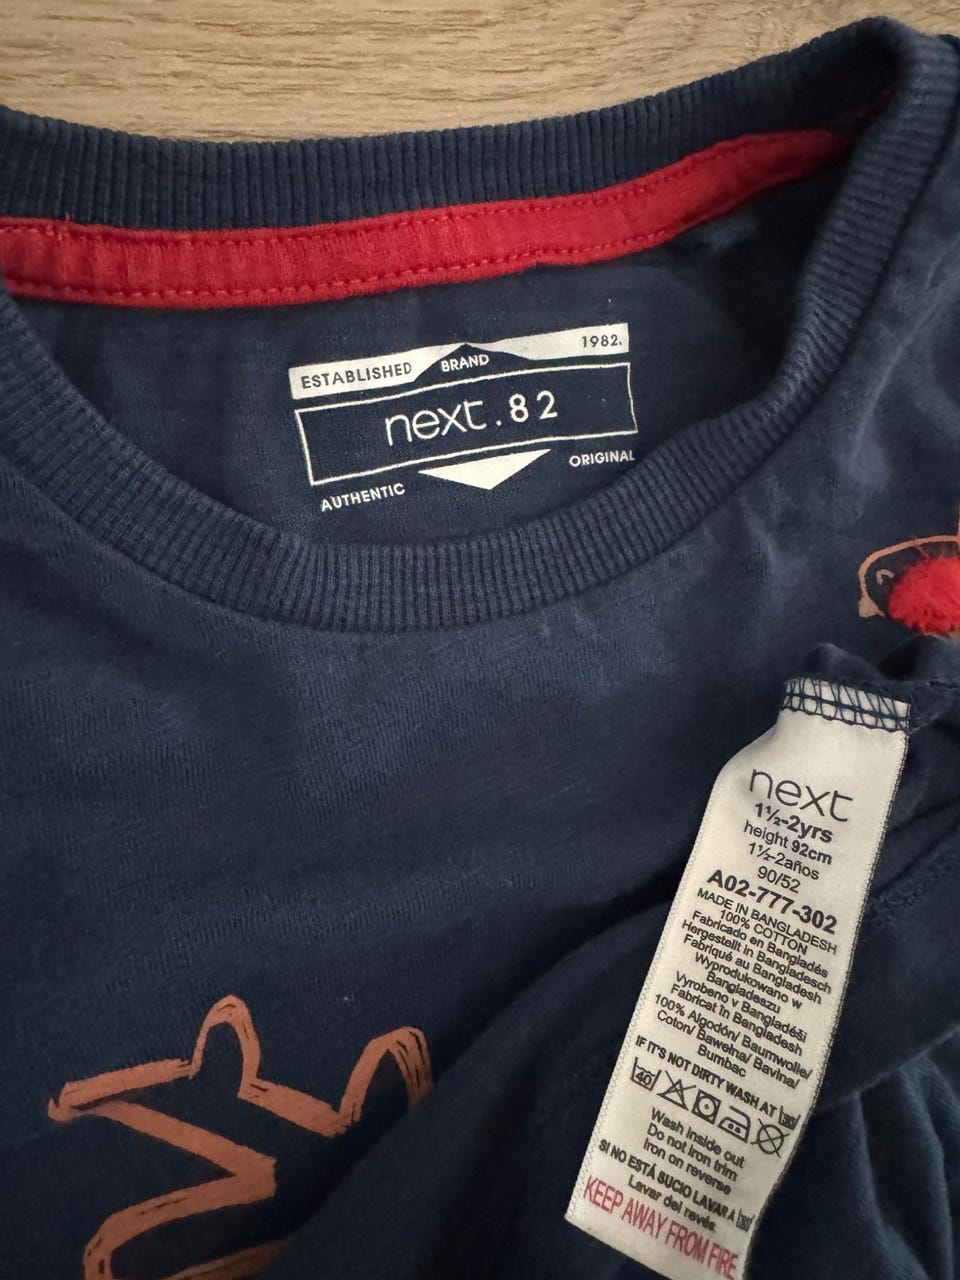 ESTABLISHED BRAND 1982.
next.82
AUTHENTIC ORIGINAL
next
1½-2yrs
height 92cm
1½-2años
90/52
A02-777-302
MADE IN BANGLADESH
100% COTTON
Fabricado en Bangladés
Hergestellt in Bangladesch
Fabriqué au Bangladesh
Wyprodukowano w
Bangladeszu
Vyrobeno v Bangladéši
Fabricat în Bangladesh
100% Algodón/ Baumwolle/
Coton/ Bawełna/ Bavlna/
Bumbac
IF IT'S NOT DIRTY WASH AT 30
40
Wash inside out
Do not iron trim
Iron on reverse
SI NO ESTÁ SUCIO LAVAR A 30
Lavar del revés.
KEEP AWAY FROM FIRE